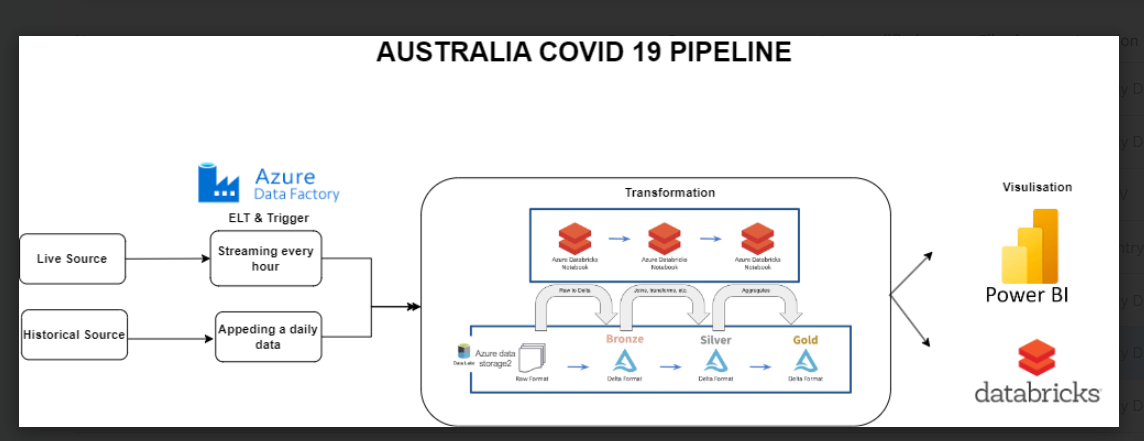 AUSTRALIA COVID 19 PIPELINE
Azure
Data Factory
ELT & Trigger
Live Source
Streaming every
hour
Historical Source
Appeding a daily
data
Transformation
Azure Databricks
Notebook
Azure Databricks
Notebook
Azure Databricks
Notebook
Raw to Delta
Joins, transforms, etc.
Aggregates
Bronze
Silver
Gold
Data Lake
Azure data
storage2
Raw Format
Delta Format
Delta Format
Delta Format
Visulisation
Power BI
databricks